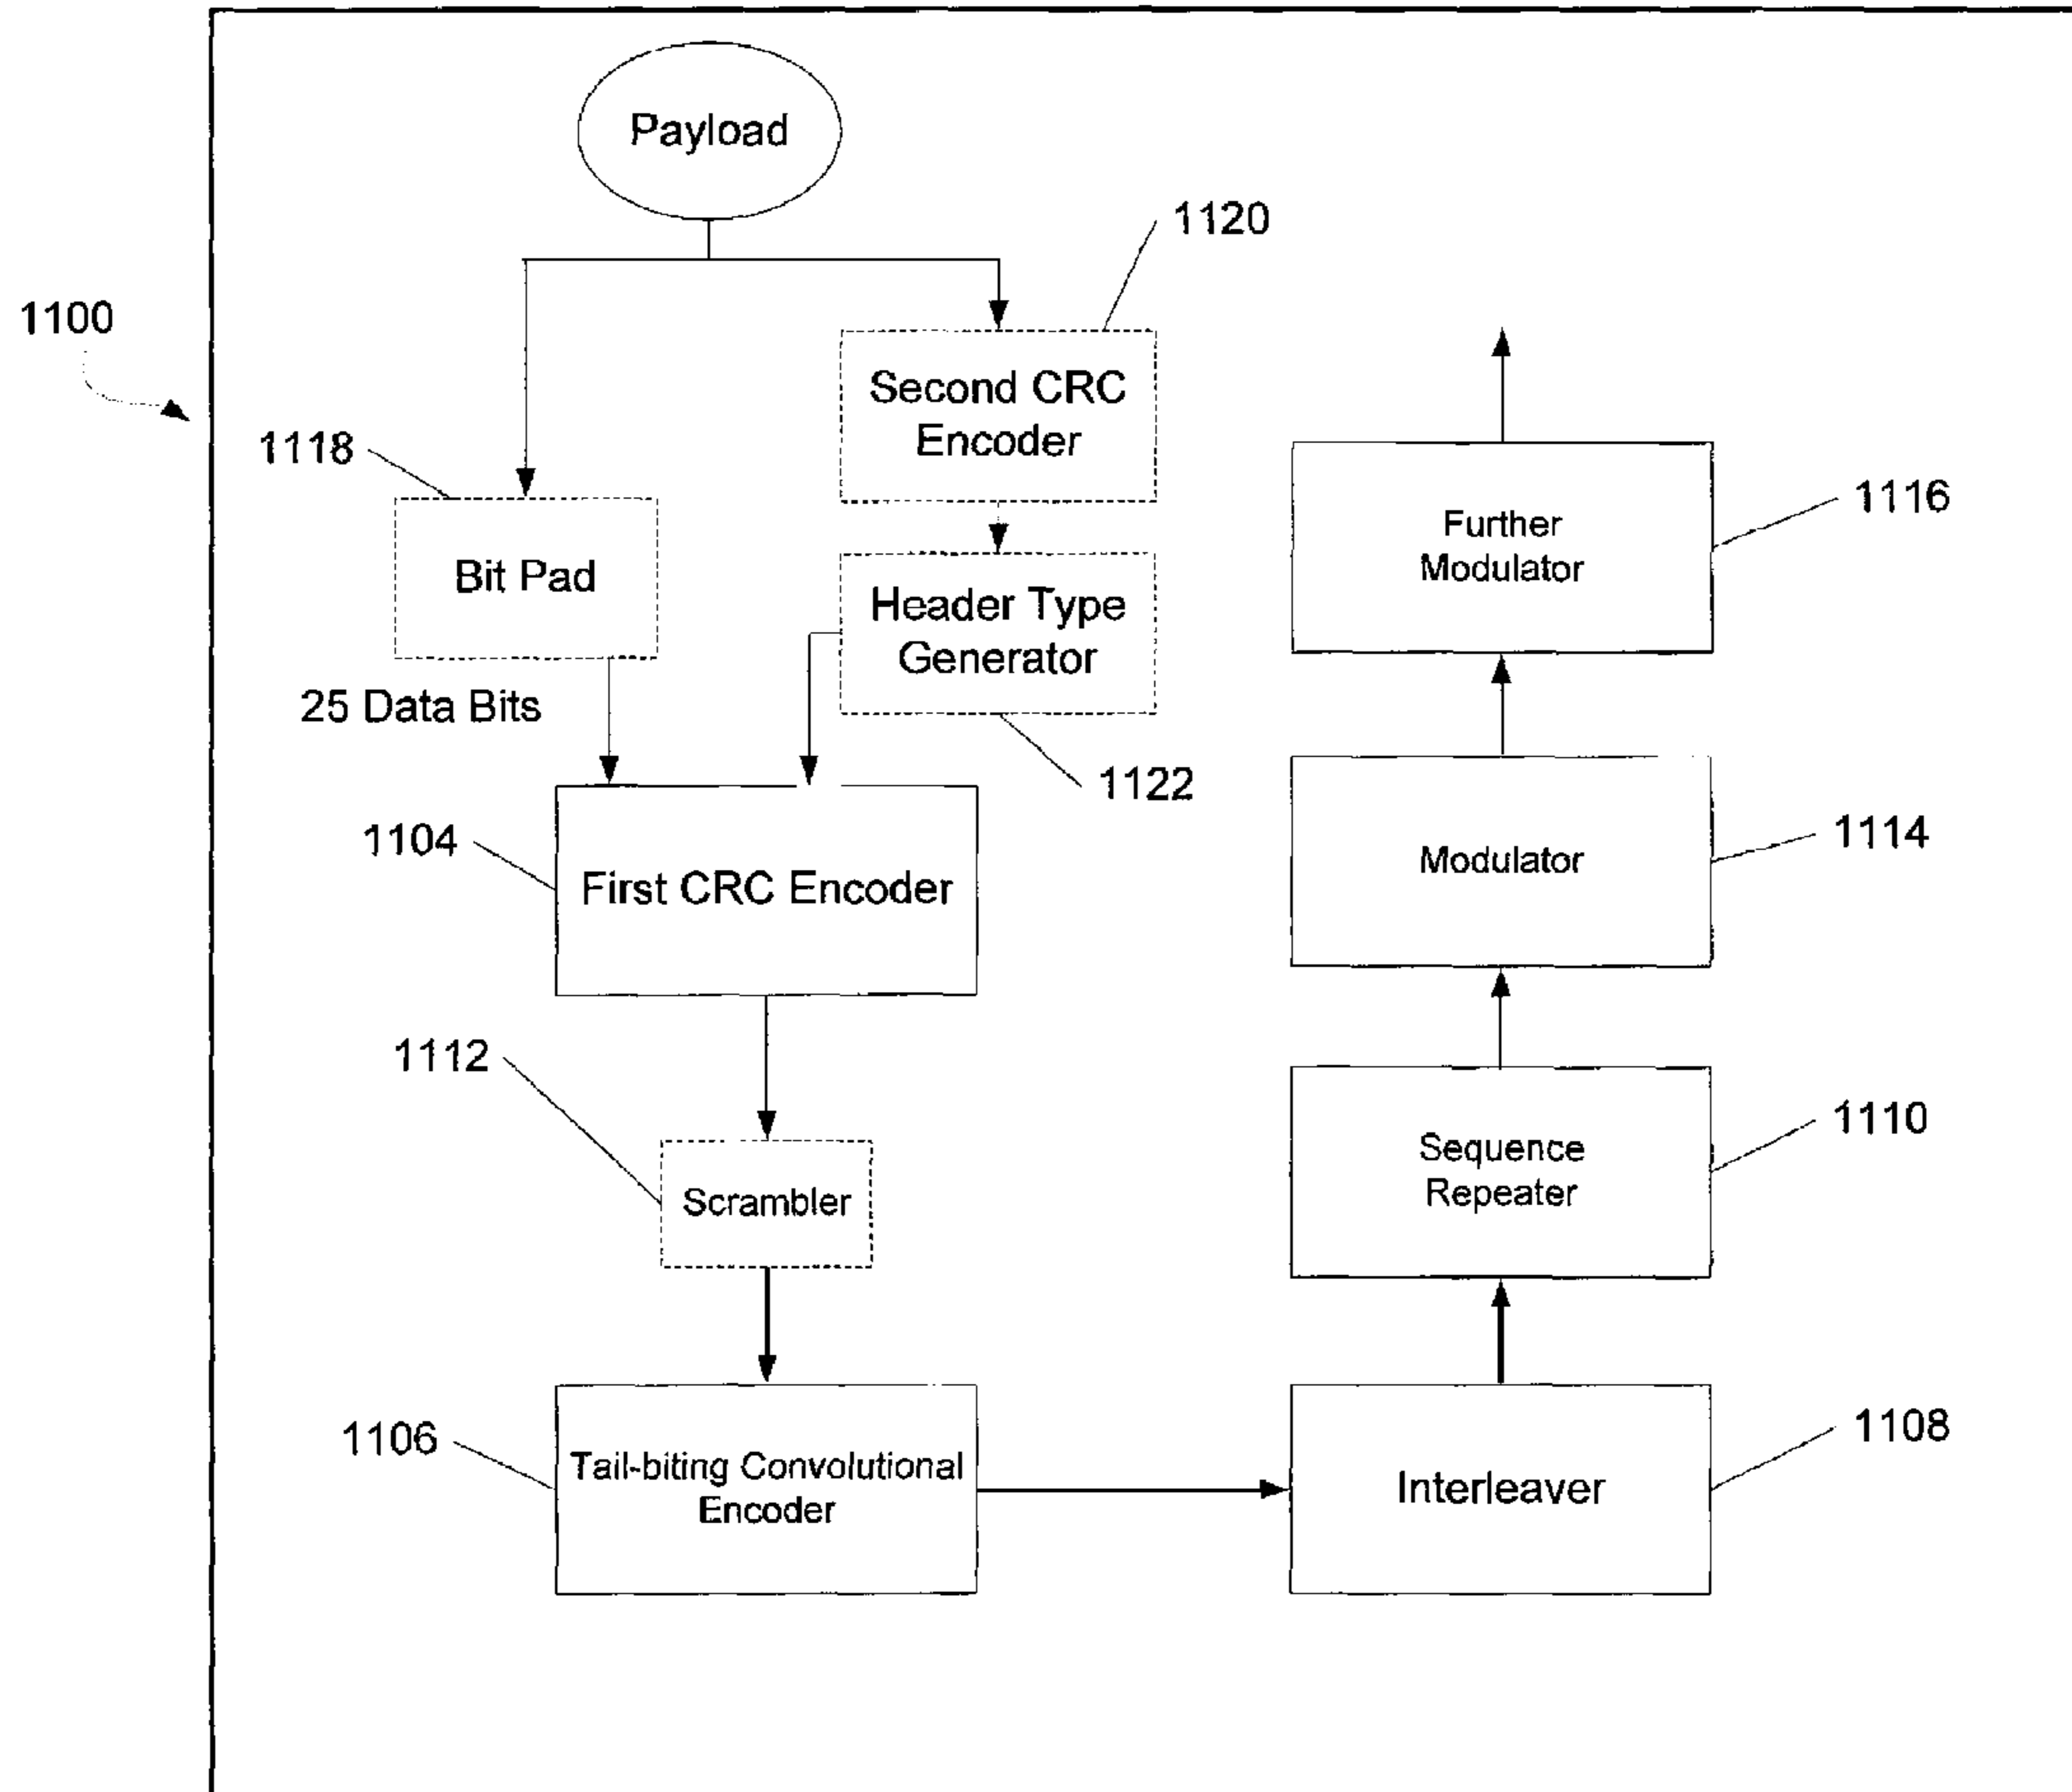 Payload
1120
1100
Second CRC
Encoder
1118
Bit Pad
Header Type
Generator
25 Data Bits
1122
1104
First CRC Encoder
1112
Scrambler
1106
Tail-biting Convolutional
Encoder
Further
Modulator
1116
Modulator
1114
Sequence
Repeater
1110
Interleaver
1108